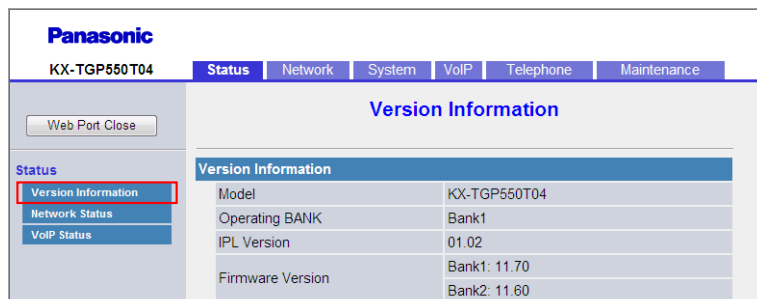 Panasonic
KX-TGP550T04
Status Network System VoIP Telephone Maintenance
Web Port Close
Version Information
Status
Version Information
Network Status
VoIP Status
Version Information
Model KX-TGP550T04
Operating BANK Bank1
IPL Version 01.02
Firmware Version Bank1: 11.70
Bank2: 11.60